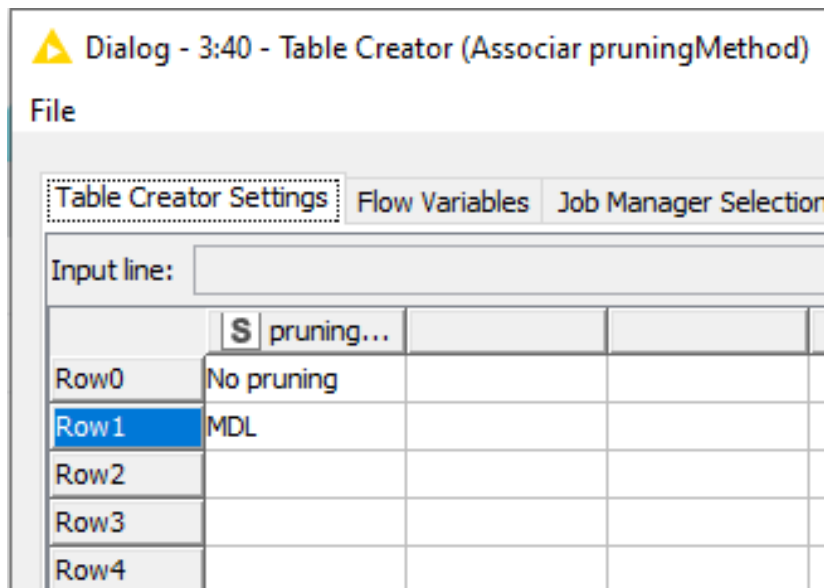 Dialog - 3:40 - Table Creator (Associar pruningMethod)
File
Table Creator Settings Flow Variables Job Manager Selection
Input line:
S pruning...
Row0 No pruning
Row1 MDL
Row2
Row3
Row4